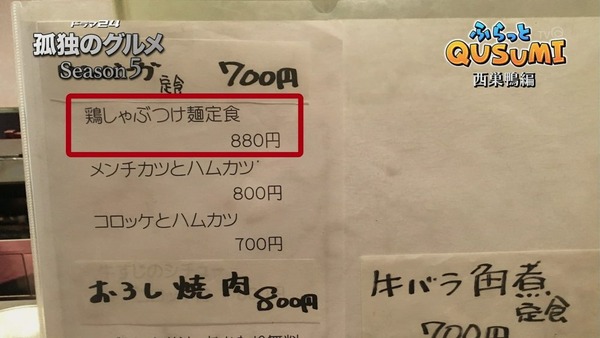 ドラマ24
孤独のグルメ
Season5
ふらっと
QUSUMI
西巣鴨編
定食
700円
鶏しゃぶつけ麺定食
880円
メンチカツとハムカツ
800円
コロッケとハムカツ
700円
おろし焼肉 800円
牛バラ角煮
定食
700円